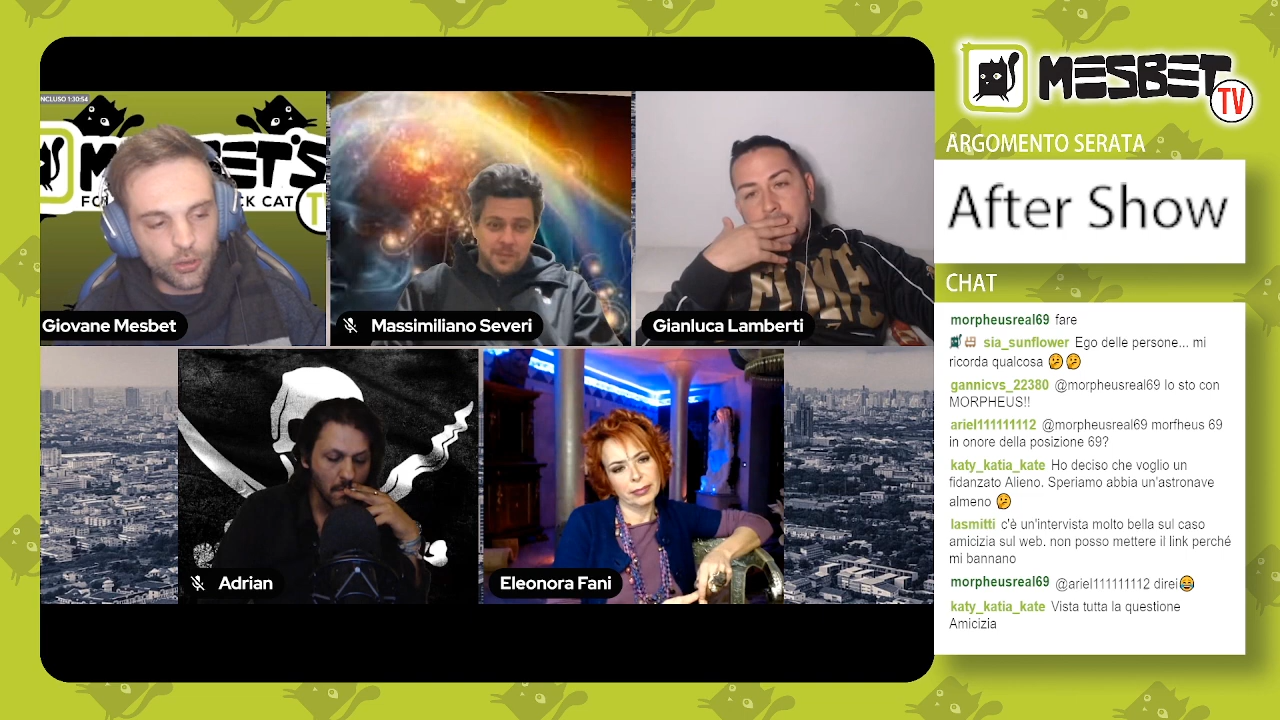 MESBET
TV
ARGOMENTO SERATA
After Show
CHAT
morpheusreal69 fare
sia_sunflower Ego delle persone... mi
ricorda qualcosa 😕😕
gannicvs_22380 @morpheusreal69 Io sto con
MORPHEUS!!
ariel111111112 @morpheusreal69 morfheus 69
in onore della posizione 69?
katy_katia_kate Ho deciso che voglio un
fidanzato Alieno. Speriamo abbia un'astronave
almeno 😕
lasmitti c'è un'intervista molto bella sul caso
amicizia sul web. non posso mettere il link perché
mi bannano
morpheusreal69 @ariel111111112 direi😂
katy_katia_kate Vista tutta la questione
Amicizia
NCLUSO 1:30:54
Giovane Mesbet
Massimiliano Severi
Gianluca Lamberti
Adrian
Eleonora Fani